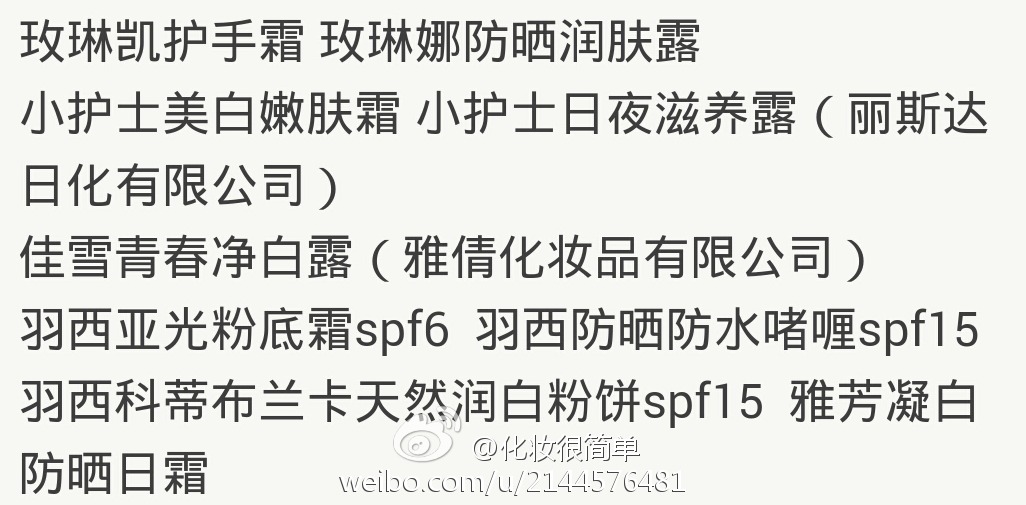 玫琳凯护手霜 玫琳娜防晒润肤露
小护士美白嫩肤霜 小护士日夜滋养露（丽斯达
日化有限公司）
佳雪青春净白露（雅倩化妆品有限公司）
羽西亚光粉底霜spf6 羽西防晒防水啫喱spf15
羽西科蒂布兰卡天然润白粉饼spf15 雅芳凝白
防晒日霜
@化妆很简单
weibo.com/u/2144576481